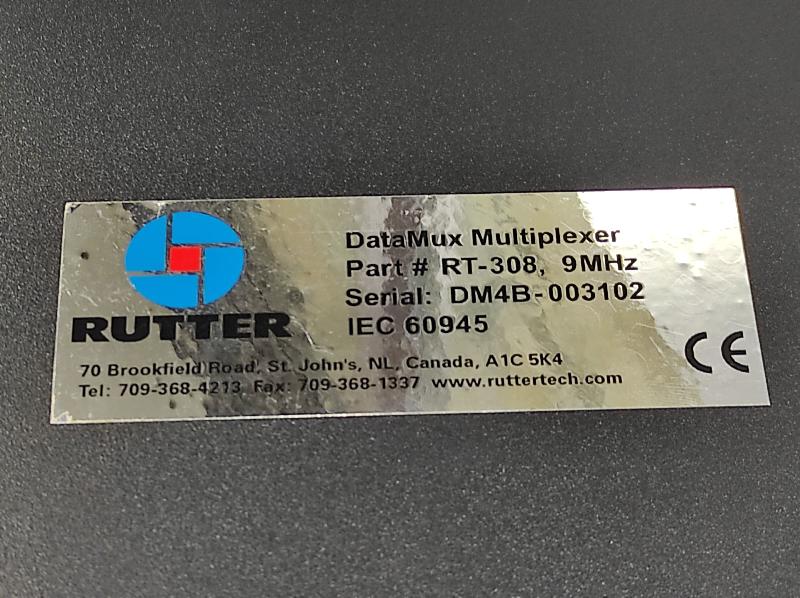 RUTTER
DataMux Multiplexer
Part # RT-308, 9MHz
Serial: DM4B-003102
IEC 60945
70 Brookfield Road, St. John's, NL, Canada, A1C 5K4
Tel: 709-368-4213 Fax: 709-368-1337 www.ruttertech.com
CE